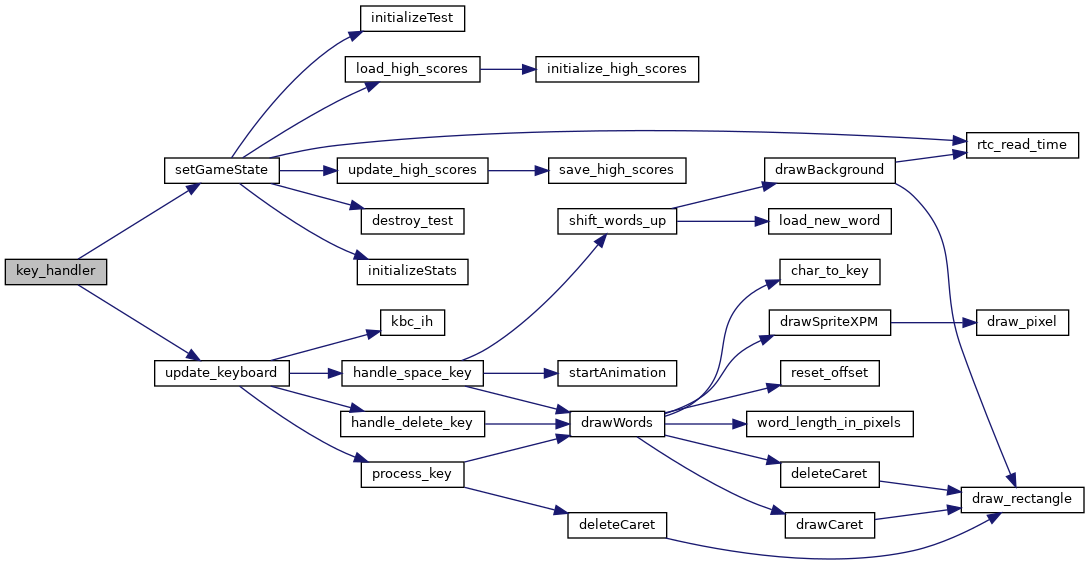 initializeTest
load_high_scores
initialize_high_scores
rtc_read_time
setGameState
update_high_scores
save_high_scores
drawBackground
destroy_test
shift_words_up
load_new_word
key_handler
initializeStats
char_to_key
kbc_ih
drawSpriteXPM
draw_pixel
update_keyboard
handle_space_key
startAnimation
reset_offset
handle_delete_key
drawWords
word_length_in_pixels
process_key
deleteCaret
draw_rectangle
deleteCaret
drawCaret